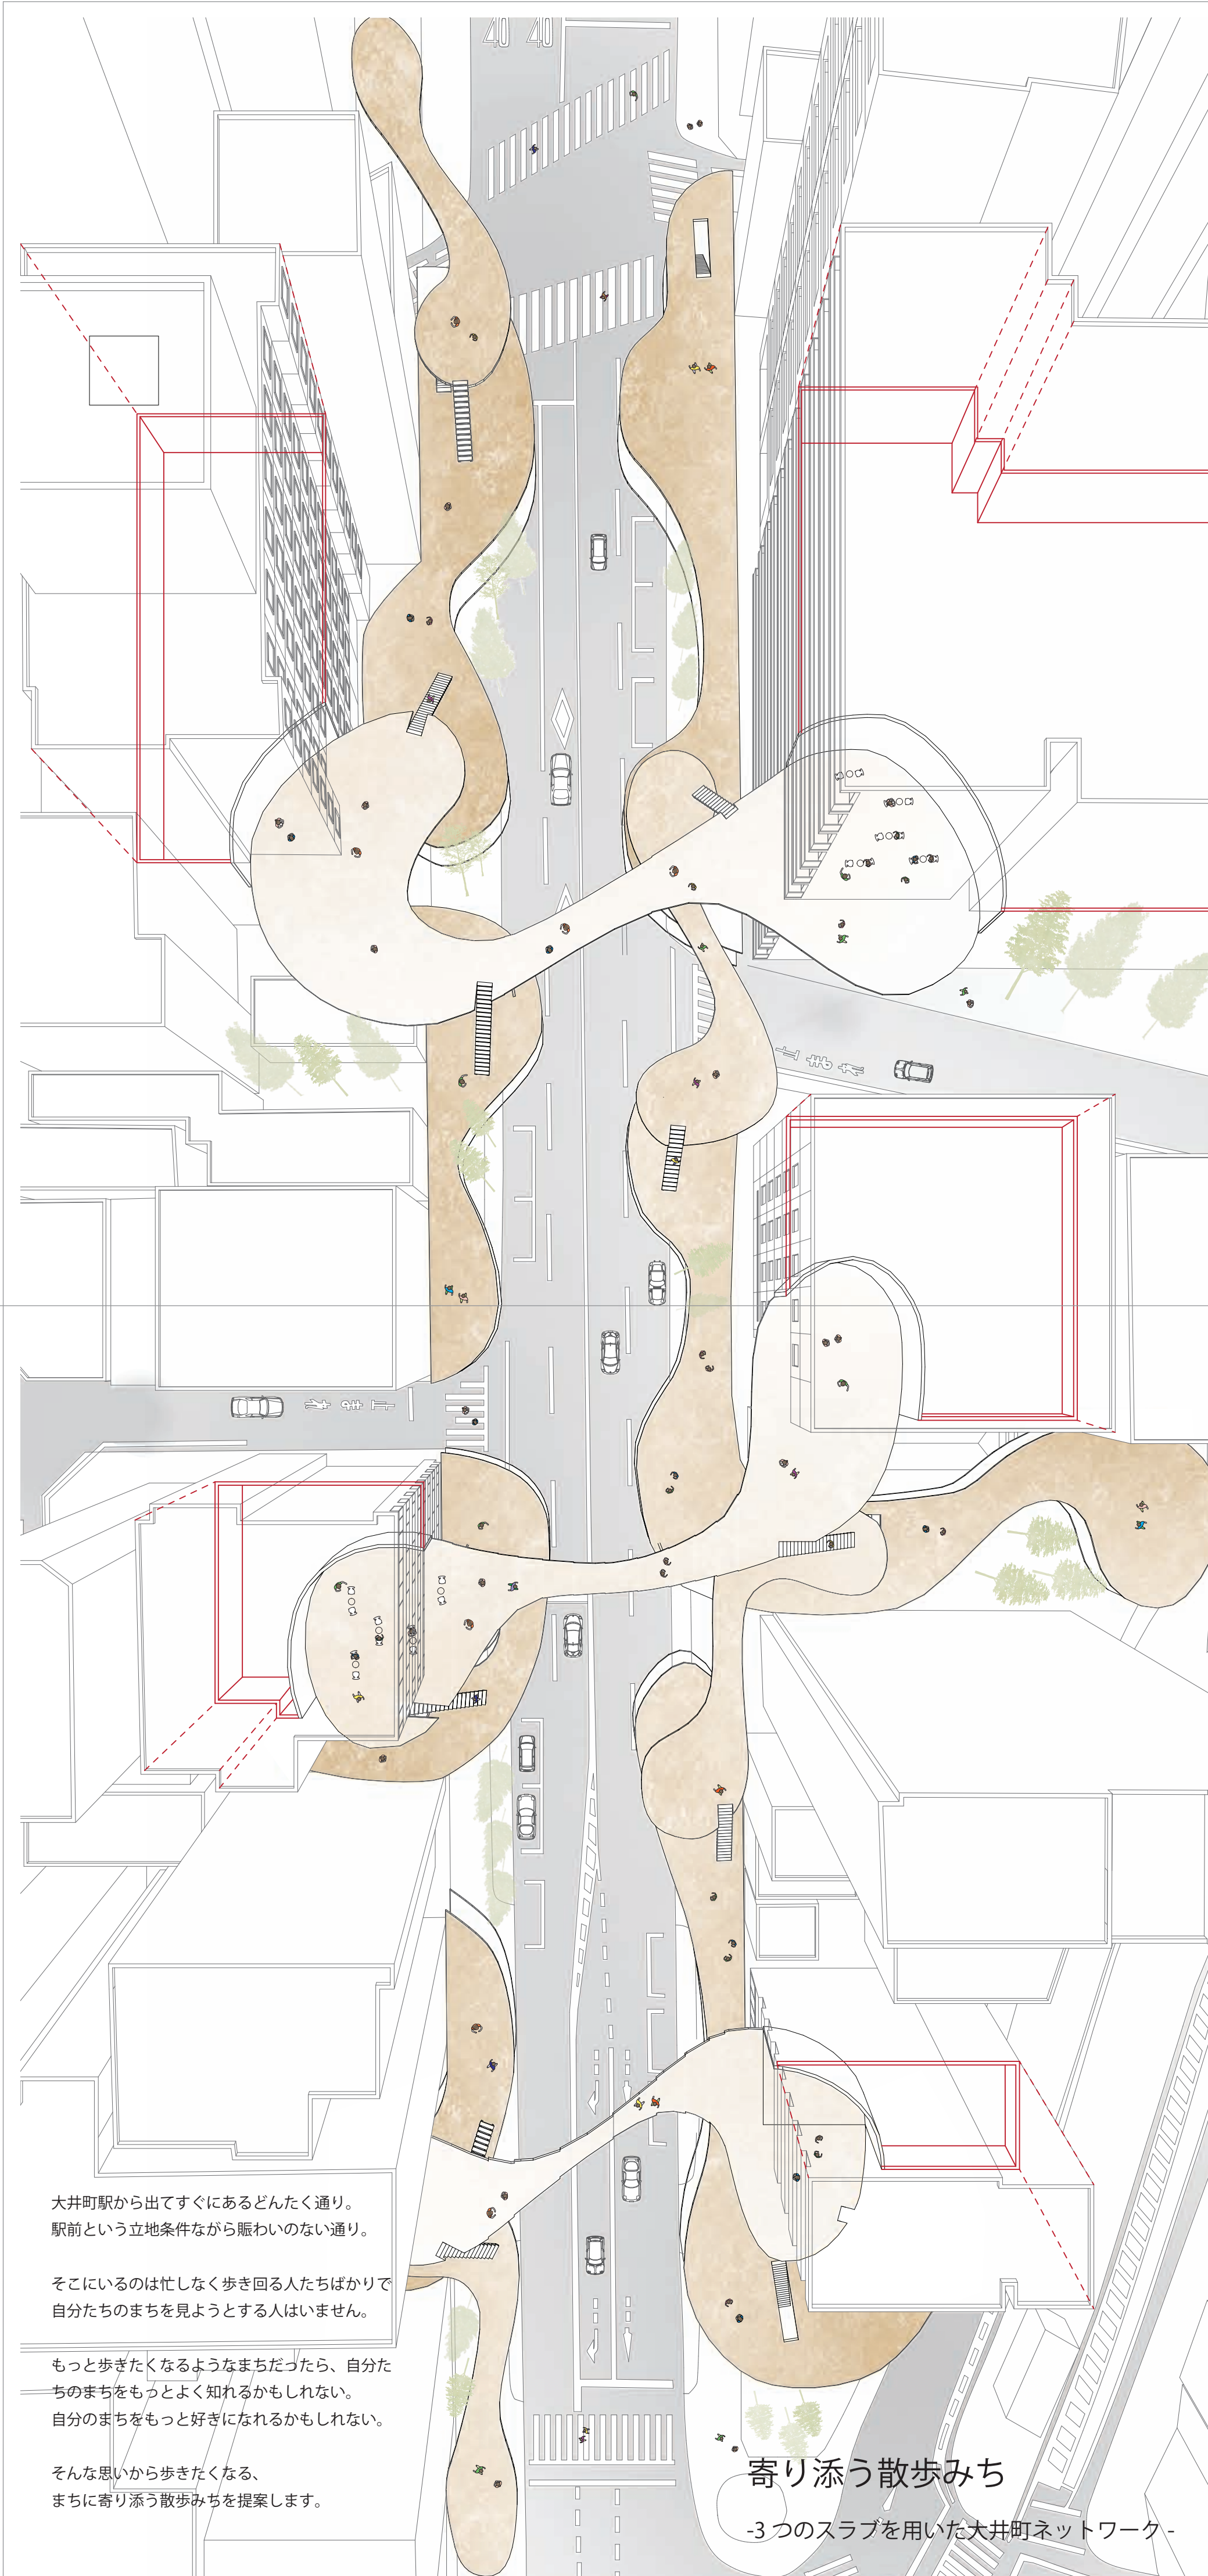 40 40
止まれ
止まれ
大井町駅から出てすぐにあるどんたく通り。
駅前という立地条件ながら賑わいのない通り。
そこにいるのは忙しなく歩き回る人たちばかりで
自分たちのまちを見ようとする人はいません。
もっと歩きたくなるようなまちだったら、自分た
ちのまちをもっとよく知れるかもしれない。
自分のまちをもっと好きになれるかもしれない。
そんな思いから歩きたくなる、
まちに寄り添う散歩みちを提案します。
寄り添う散歩みち
-3 つのスラブを用いた大井町ネットワーク -